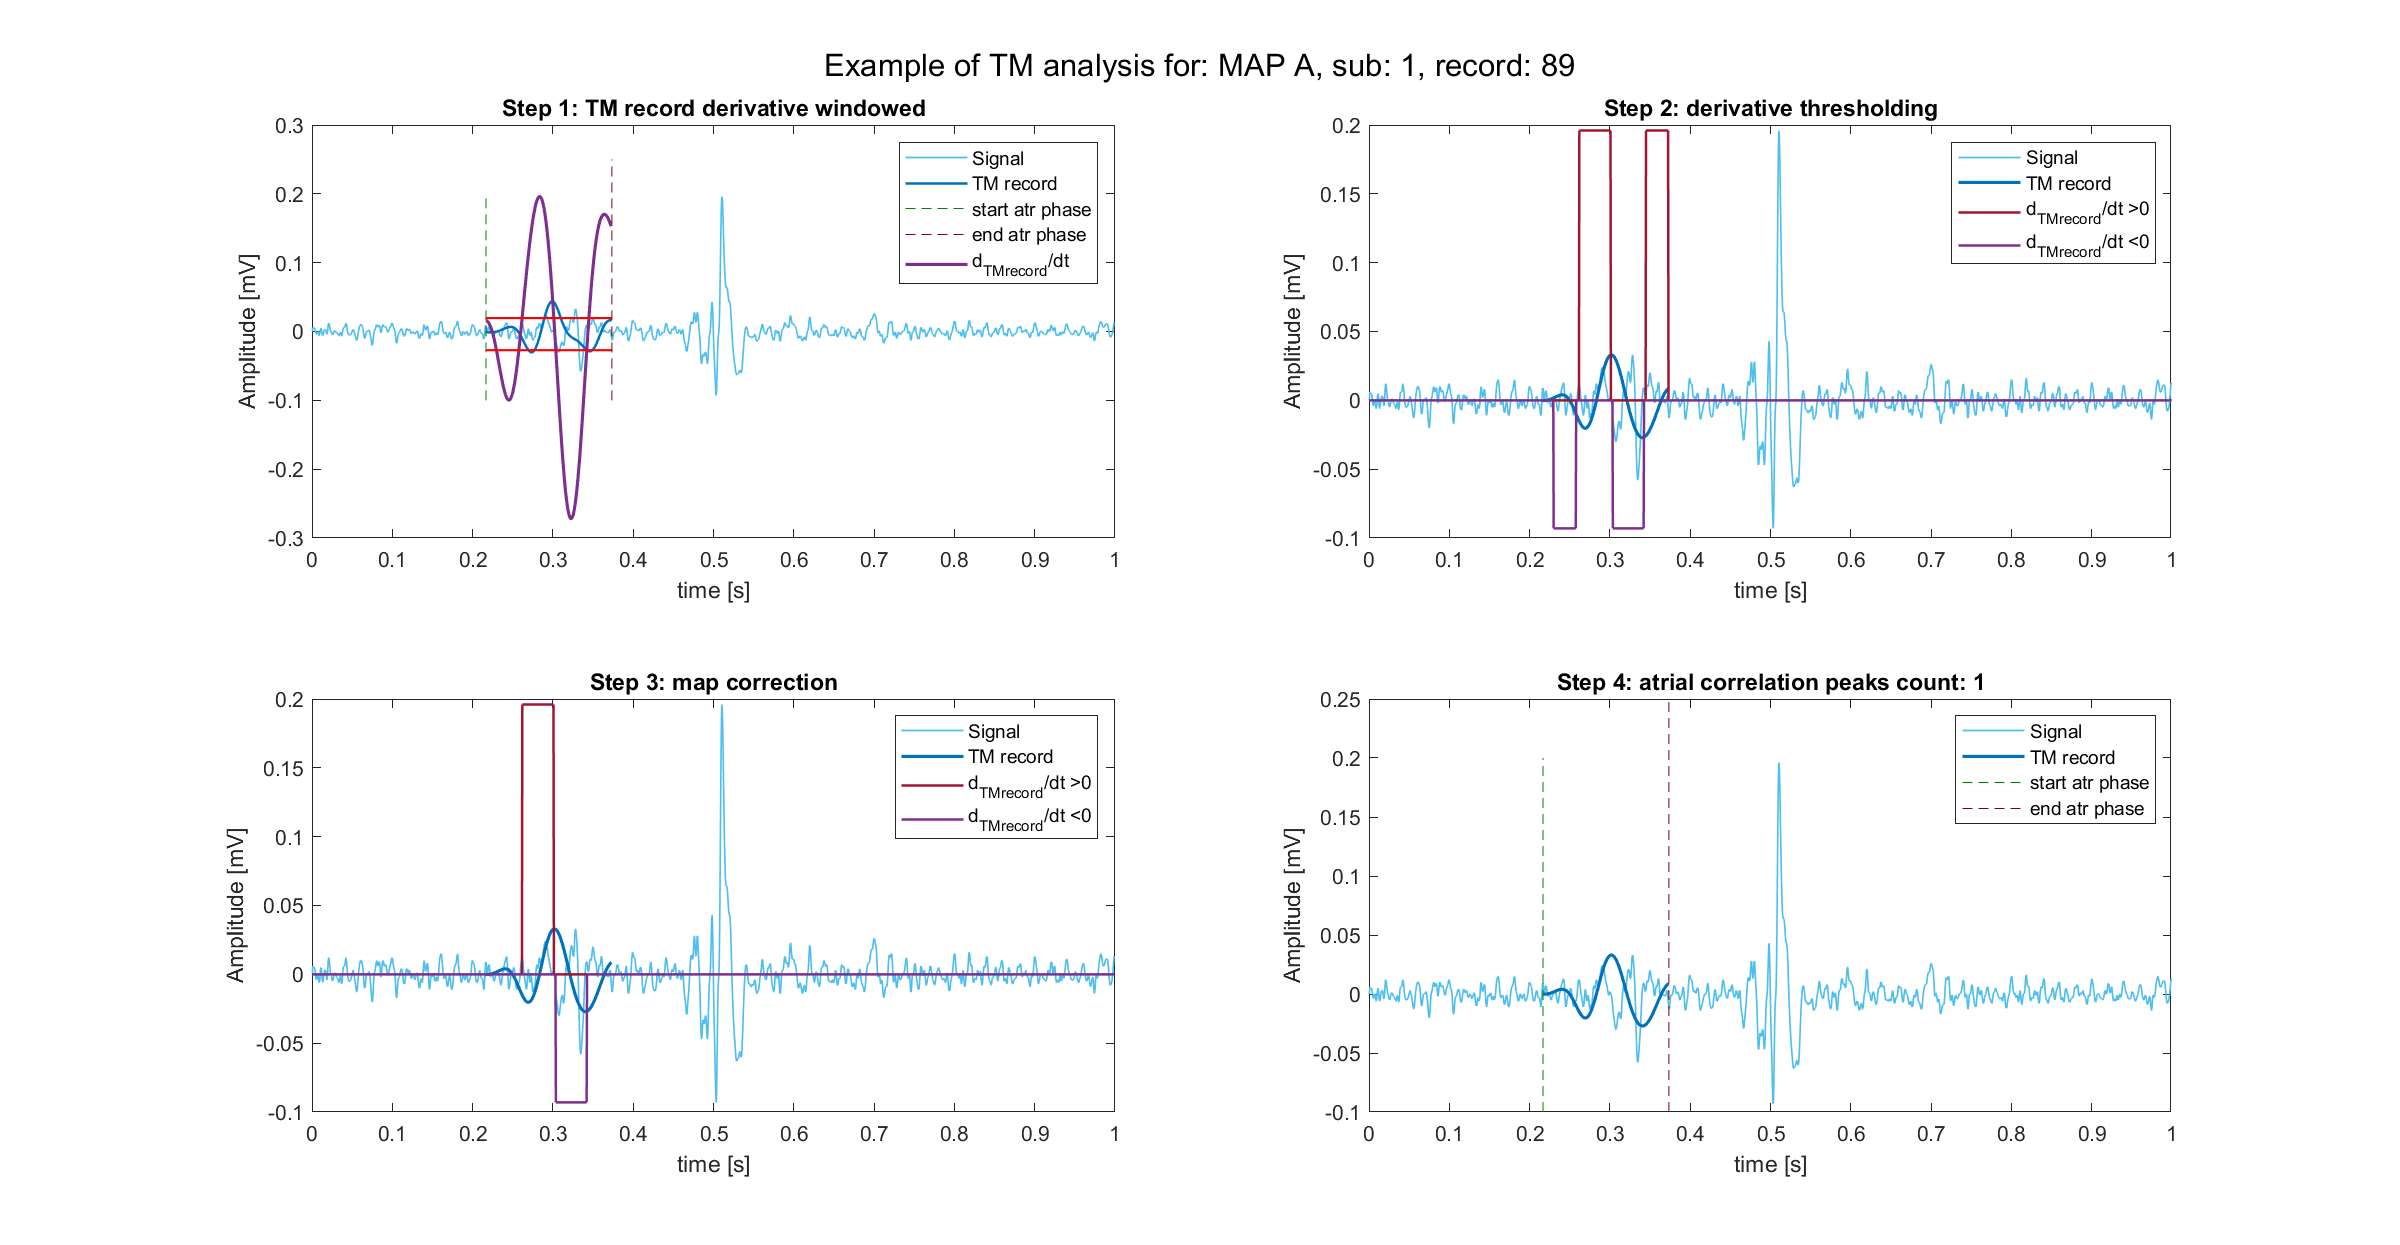 Example of TM analysis for: MAP A, sub: 1, record: 89
Step 1: TM record derivative windowed
0.3
0.2
0.1
0
-0.1
-0.2
-0.3
Amplitude [mV]
0 0.1 0.2 0.3 0.4 0.5 0.6 0.7 0.8 0.9 1
time [s]
Signal
TM record
start atr phase
end atr phase
dTMrecord/dt
Step 2: derivative thresholding
0.2
0.15
0.1
0.05
0
-0.05
-0.1
Amplitude [mV]
0 0.1 0.2 0.3 0.4 0.5 0.6 0.7 0.8 0.9 1
time [s]
Signal
TM record
dTMrecord/dt >0
dTMrecord/dt <0
Step 3: map correction
0.2
0.15
0.1
0.05
0
-0.05
-0.1
Amplitude [mV]
0 0.1 0.2 0.3 0.4 0.5 0.6 0.7 0.8 0.9 1
time [s]
Signal
TM record
dTMrecord/dt >0
dTMrecord/dt <0
Step 4: atrial correlation peaks count: 1
0.25
0.2
0.15
0.1
0.05
0
-0.05
-0.1
Amplitude [mV]
0 0.1 0.2 0.3 0.4 0.5 0.6 0.7 0.8 0.9 1
time [s]
Signal
TM record
start atr phase
end atr phase